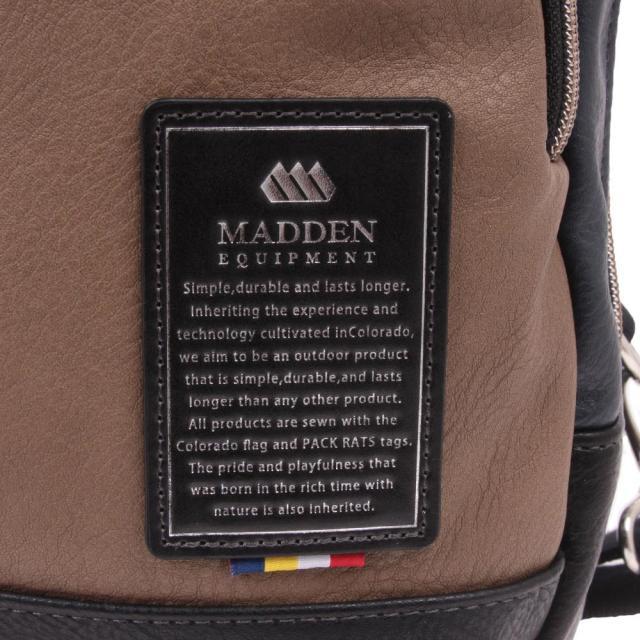 MADDEN
EQUIPMENT
Simple,durable and lasts longer.
Inheriting the experience and
technology cultivated inColorado,
we aim to be an outdoor product
that is simple,durable,and lasts
longer than any other product.
All products are sewn with the
Colorado flag and PACK RATS tags.
The pride and playfulness that
was born in the rich time with
nature is also inherited.